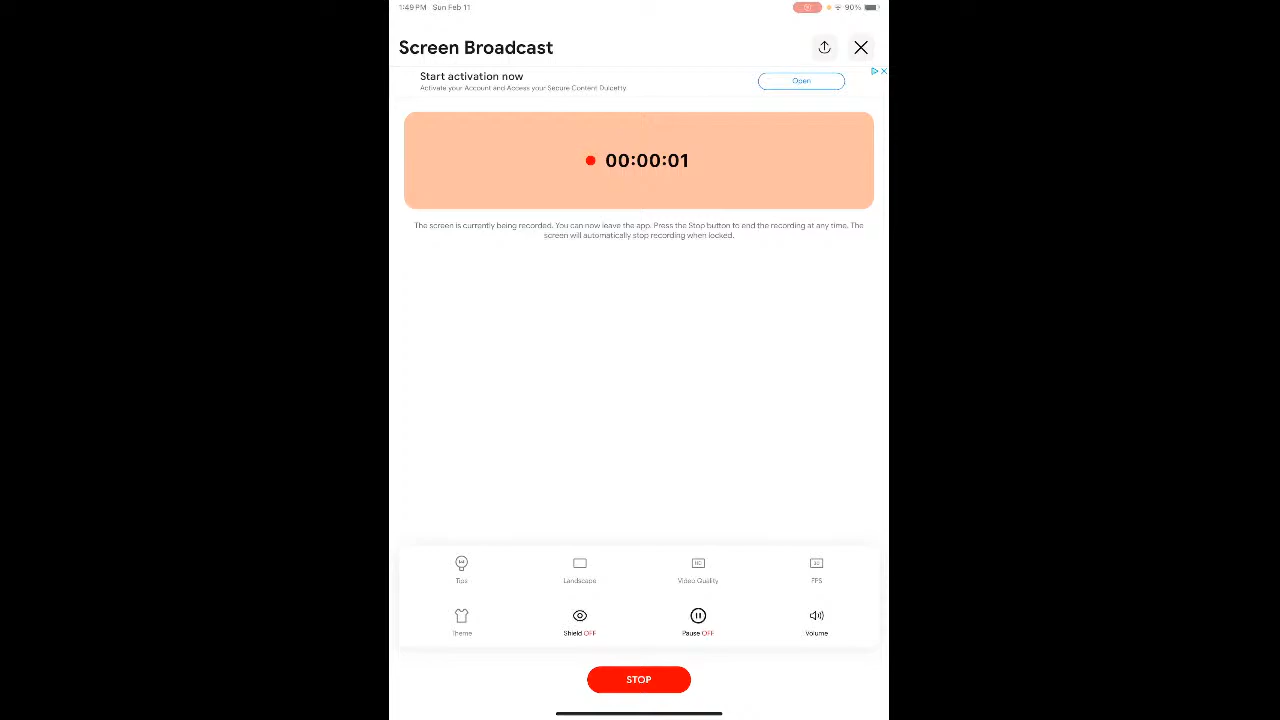 1:49 PM Sun Feb 11
90%
Screen Broadcast
Start activation now
Activate your Account and Access your Secure Content Dulcetty
Open
00:00:01
The screen is currently being recorded. You can now leave the app. Press the Stop button to end the recording at any time. The
screen will automatically stop recording when locked.
HD
30
Tips
Landscape
Video Quality
FPS
Theme
Shield OFF
Pause OFF
Volume
STOP